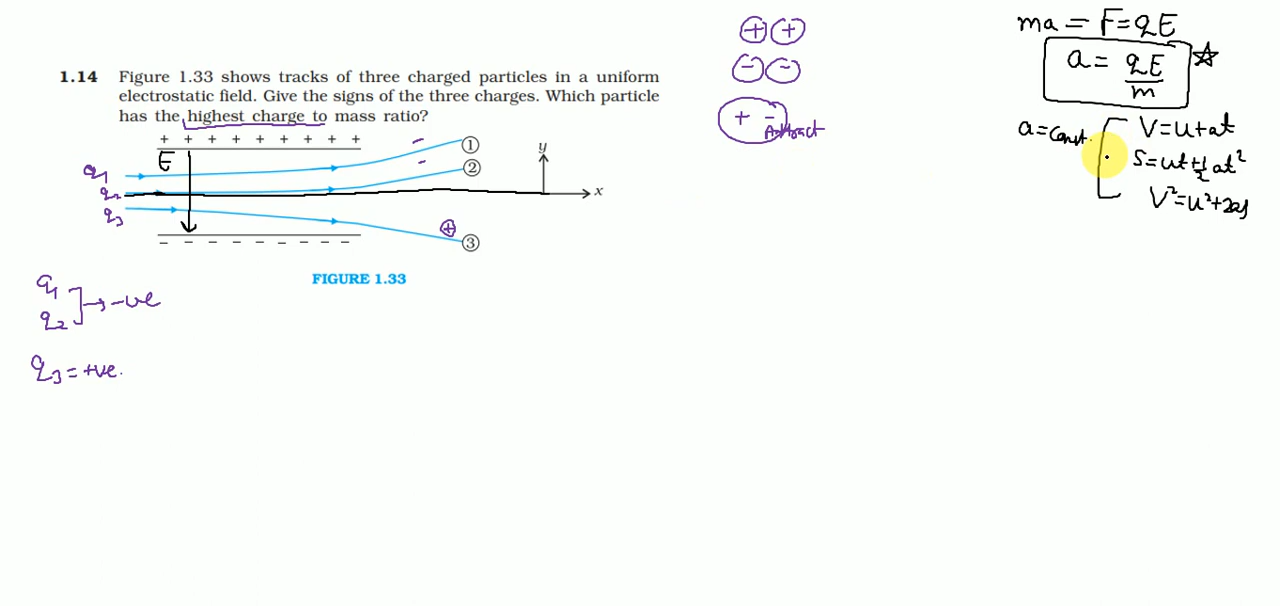 1.14 Figure 1.33 shows tracks of three charged particles in a uniform
electrostatic field. Give the signs of the three charges. Which particle
has the highest charge to mass ratio?
+ + + + + + + + +
E
q1
q2
q3
- -
+
① 
②
③
y
x
- - - - - - - - -
FIGURE 1.33
q1
q2 → -ve
q3 = +ve.
+ +
- -
+ - Attract
ma = F = qE
a = qE/m ☆
a = const.
V = u + at
S = ut + 1/2 at²
V² = u² + 2as